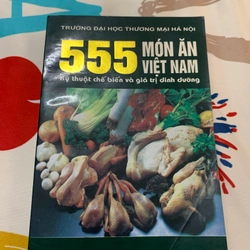 TRƯỜNG ĐẠI HỌC THƯƠNG MẠI HÀ NỘI
555 MÓN ĂN
VIỆT NAM
Kỹ thuật chế biến và giá trị dinh dưỡng